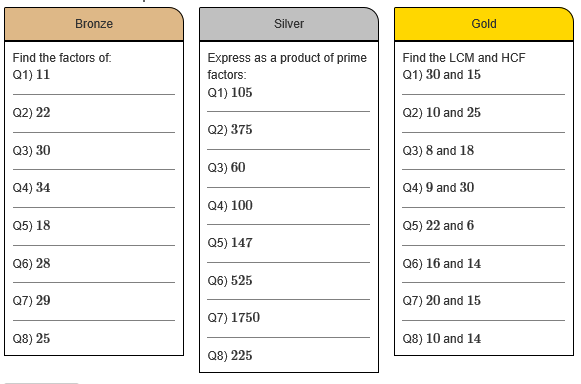 Bronze
Find the factors of:
Q1) 11
Q2) 22
Q3) 30
Q4) 34
Q5) 18
Q6) 28
Q7) 29
Q8) 25
Silver
Express as a product of prime
factors:
Q1) 105
Q2) 375
Q3) 60
Q4) 100
Q5) 147
Q6) 525
Q7) 1750
Q8) 225
Gold
Find the LCM and HCF
Q1) 30 and 15
Q2) 10 and 25
Q3) 8 and 18
Q4) 9 and 30
Q5) 22 and 6
Q6) 16 and 14
Q7) 20 and 15
Q8) 10 and 14